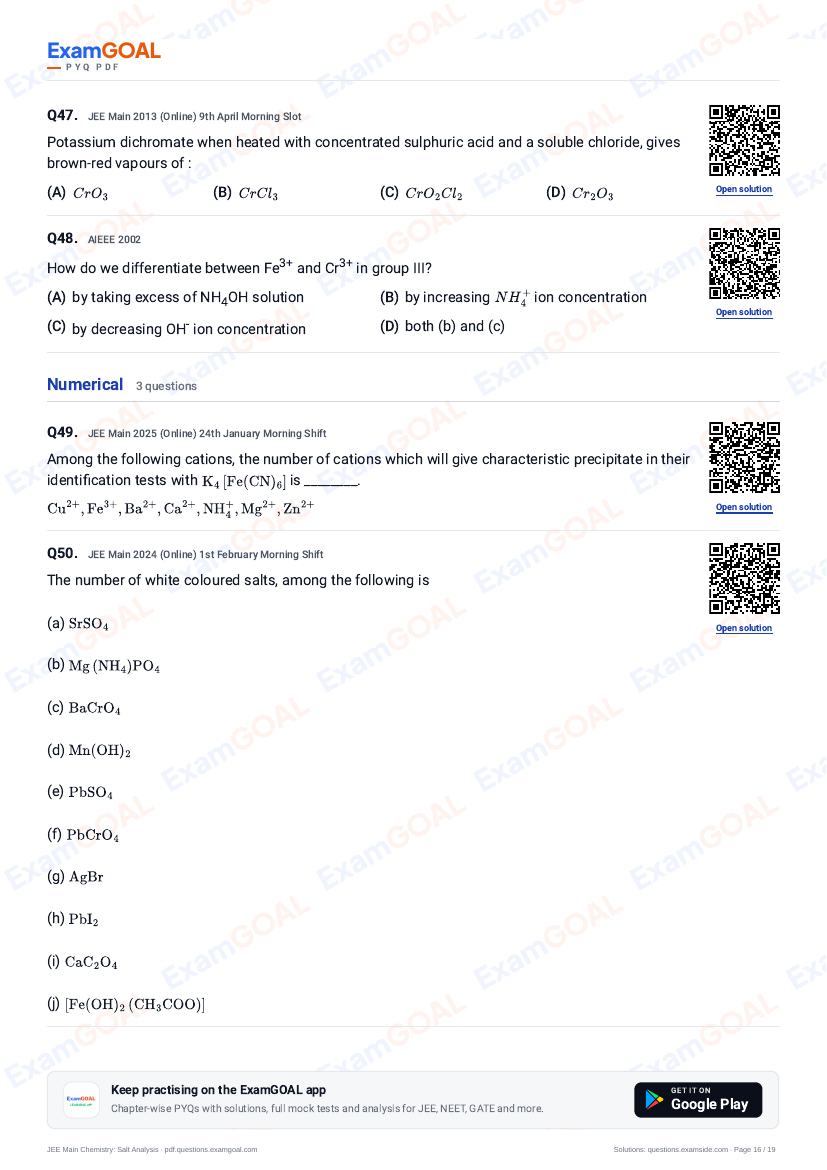 ExamGOAL
PYQ PDF
Q47. JEE Main 2013 (Online) 9th April Morning Slot
Potassium dichromate when heated with concentrated sulphuric acid and a soluble chloride, gives
brown-red vapours of :
(A) CrO₃ (B) CrCl₃ (C) CrO₂Cl₂ (D) Cr₂O₃
Open solution
Q48. AIEEE 2002
How do we differentiate between Fe³⁺ and Cr³⁺ in group III?
(A) by taking excess of NH₄OH solution (B) by increasing NH₄⁺ ion concentration
(C) by decreasing OH⁻ ion concentration (D) both (b) and (c)
Open solution
Numerical 3 questions
Q49. JEE Main 2025 (Online) 24th January Morning Shift
Among the following cations, the number of cations which will give characteristic precipitate in their
identification tests with K₄[Fe(CN)₆] is _______.
Cu²⁺, Fe³⁺, Ba²⁺, Ca²⁺, NH₄⁺, Mg²⁺, Zn²⁺
Open solution
Q50. JEE Main 2024 (Online) 1st February Morning Shift
The number of white coloured salts, among the following is
Open solution
(a) SrSO₄
(b) Mg(NH₄)PO₄
(c) BaCrO₄
(d) Mn(OH)₂
(e) PbSO₄
(f) PbCrO₄
(g) AgBr
(h) PbI₂
(i) CaC₂O₄
(j) [Fe(OH)₂(CH₃COO)]
ExamGOAL
Keep practising on the ExamGOAL app
Chapter-wise PYQs with solutions, full mock tests and analysis for JEE, NEET, GATE and more.
GET IT ON
Google Play
JEE Main Chemistry: Salt Analysis · pdf.questions.examgoal.com Solutions: questions.examside.com · Page 16 / 19